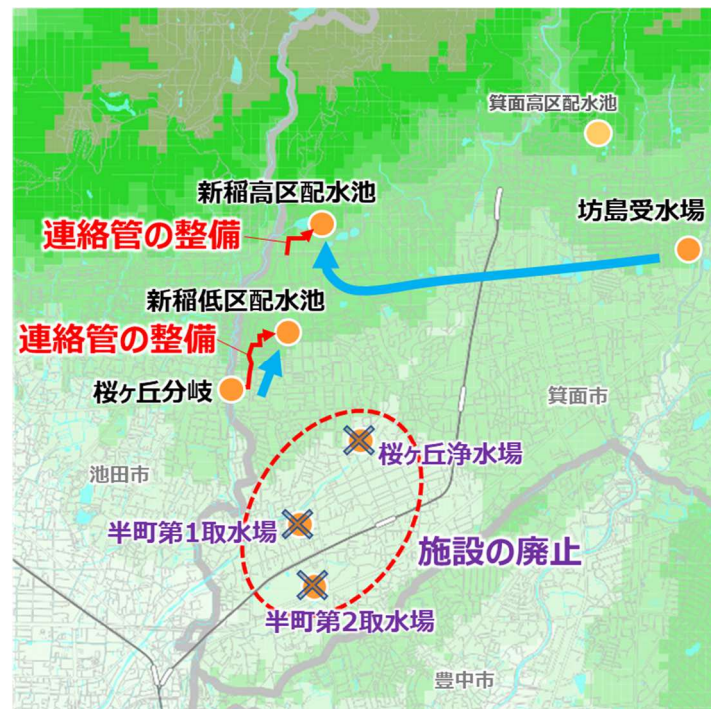 箕面高区配水池
新稲高区配水池
坊島受水場
連絡管の整備
新稲低区配水池
連絡管の整備
桜ヶ丘分岐
箕面市
桜ヶ丘浄水場
池田市
半町第1取水場
施設の廃止
半町第2取水場
豊中市